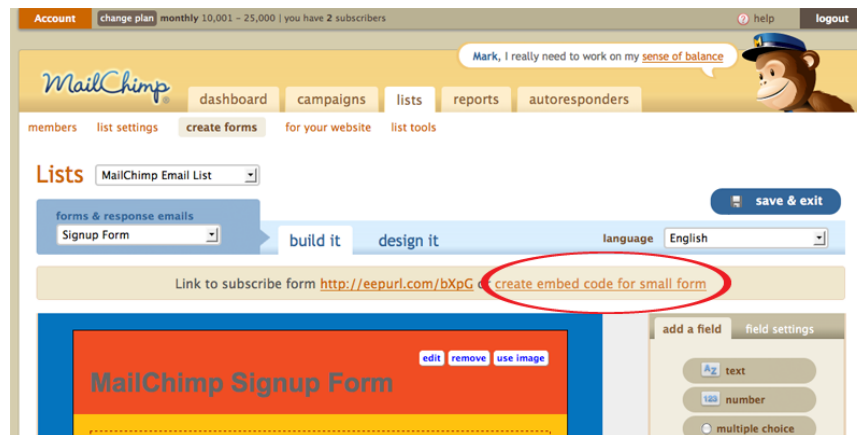 Account change plan monthly 10,001 - 25,000 | you have 2 subscribers help logout
Mark, I really need to work on my sense of balance
MailChimp
dashboard campaigns lists reports autoresponders
members list settings create forms for your website list tools
Lists MailChimp Email List
save & exit
forms & response emails
Signup Form build it design it language English
Link to subscribe form http://eepurl.com/bXpG or create embed code for small form
add a field field settings
edit remove use image
MailChimp Signup Form
AZ text
123 number
multiple choice